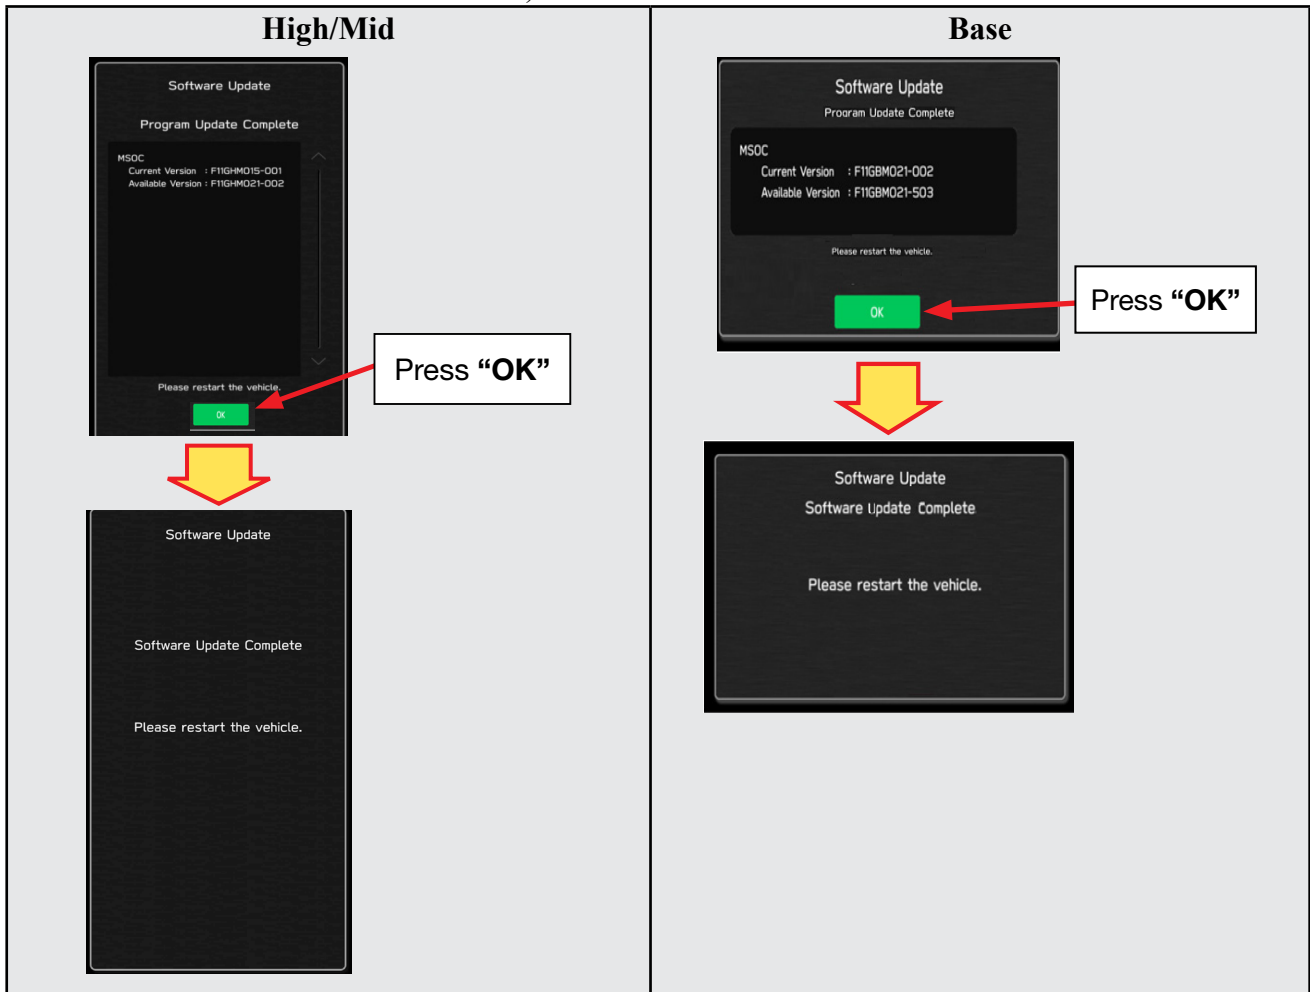 High/Mid
Software Update
Program Update Complete
MSOC
Current Version : F11GHMO15-001
Available Version : F11GHMO21-002
Please restart the vehicle.
OK
Press “OK”
Software Update
Software Update Complete
Please restart the vehicle.
Base
Software Update
Program Update Complete
MSOC
Current Version : F11GBM021-002
Available Version : F11GBM021-503
Please restart the vehicle.
OK
Press “OK”
Software Update
Software Update Complete
Please restart the vehicle.